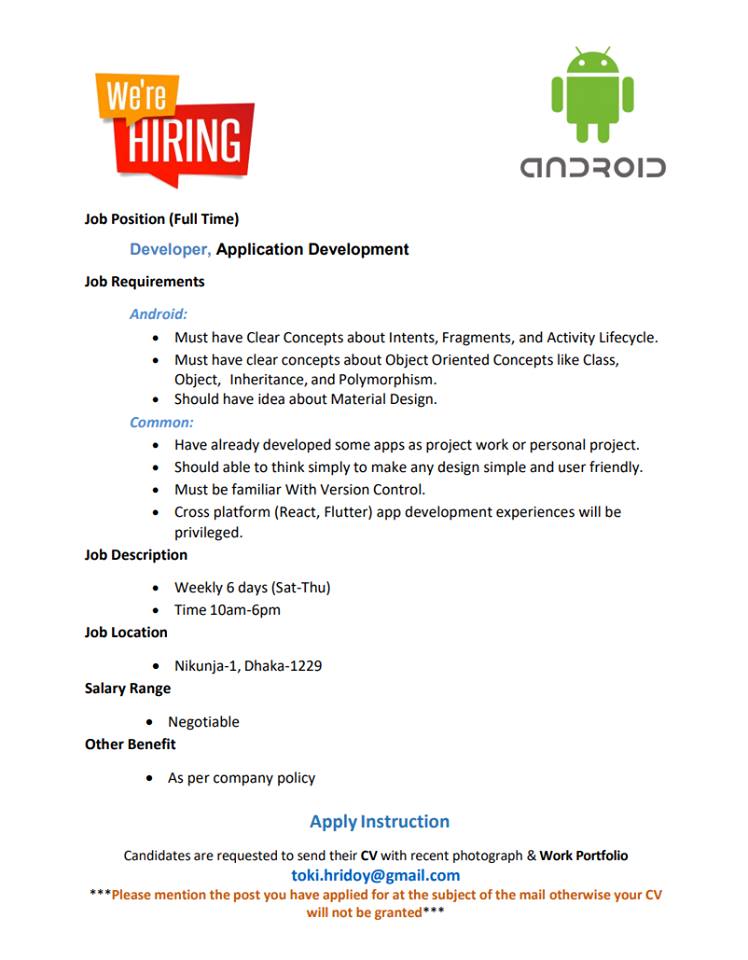 We're
HIRING
ANDROID
Job Position (Full Time)
Developer, Application Development
Job Requirements
Android:
• Must have Clear Concepts about Intents, Fragments, and Activity Lifecycle.
• Must have clear concepts about Object Oriented Concepts like Class,
Object, Inheritance, and Polymorphism.
• Should have idea about Material Design.
Common:
• Have already developed some apps as project work or personal project.
• Should able to think simply to make any design simple and user friendly.
• Must be familiar With Version Control.
• Cross platform (React, Flutter) app development experiences will be
privileged.
Job Description
• Weekly 6 days (Sat-Thu)
• Time 10am-6pm
Job Location
• Nikunja-1, Dhaka-1229
Salary Range
• Negotiable
Other Benefit
• As per company policy
Apply Instruction
Candidates are requested to send their CV with recent photograph & Work Portfolio
toki.hridoy@gmail.com
***Please mention the post you have applied for at the subject of the mail otherwise your CV
will not be granted***